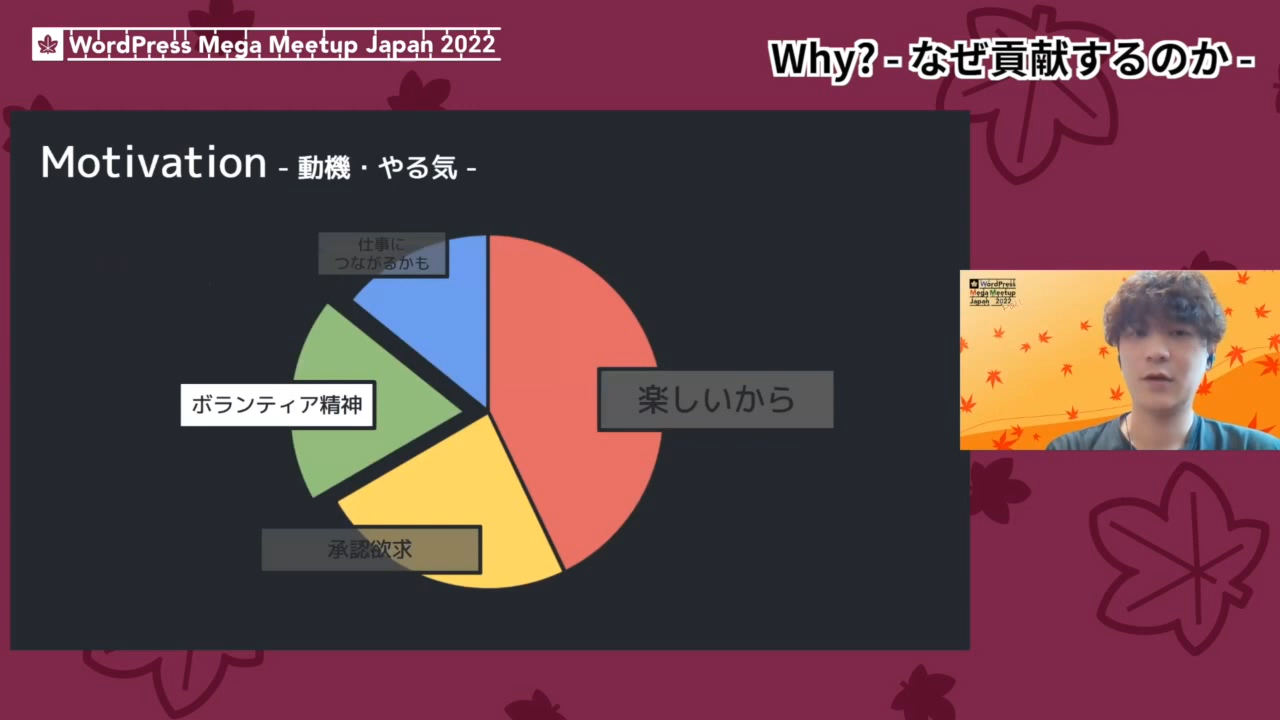 WordPress Mega Meetup Japan 2022
Why? - なぜ貢献するのか -
Motivation - 動機・やる気 -
仕事に
つながるかも
ボランティア精神
楽しいから
承認欲求
WordPress
Mega Meetup
Japan 2022